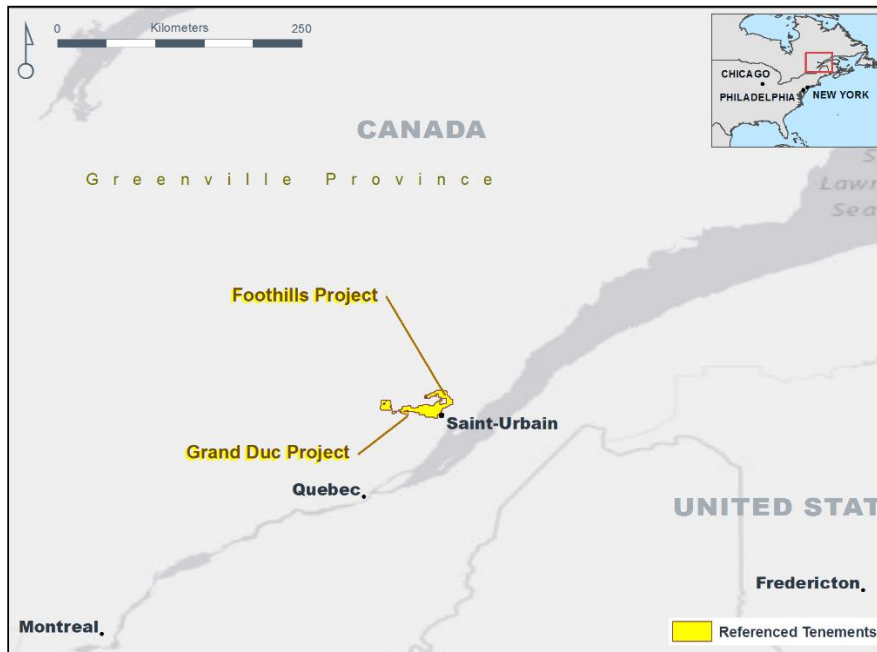 0 Kilometers 250
CHICAGO
PHILADELPHIA
NEW YORK
CANADA
Greenville Province
S
Lawr
Sea
Foothills Project
Saint-Urbain
Grand Duc Project
Quebec
UNITED STAT
Fredericton
Montreal
Referenced Tenements